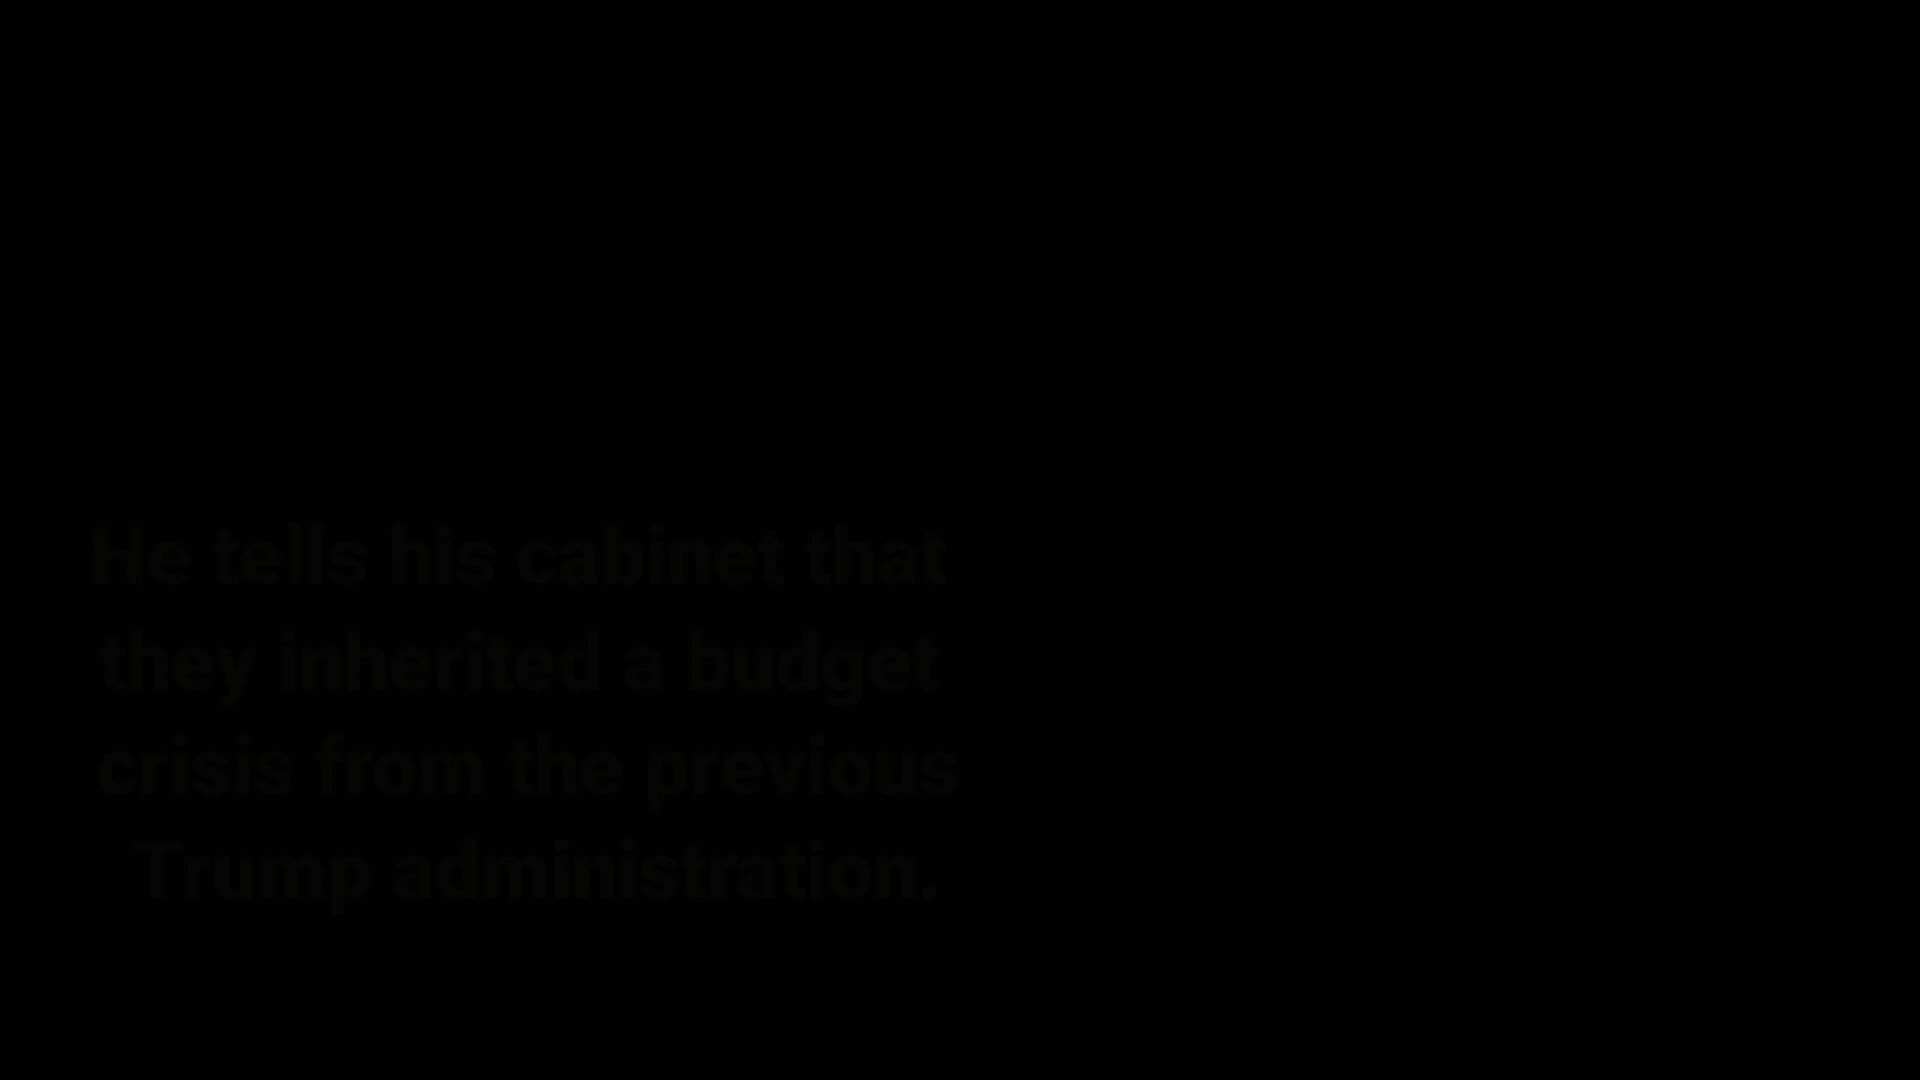 He tells his cabinet that
they inherited a budget
crisis from the previous
Trump administration.